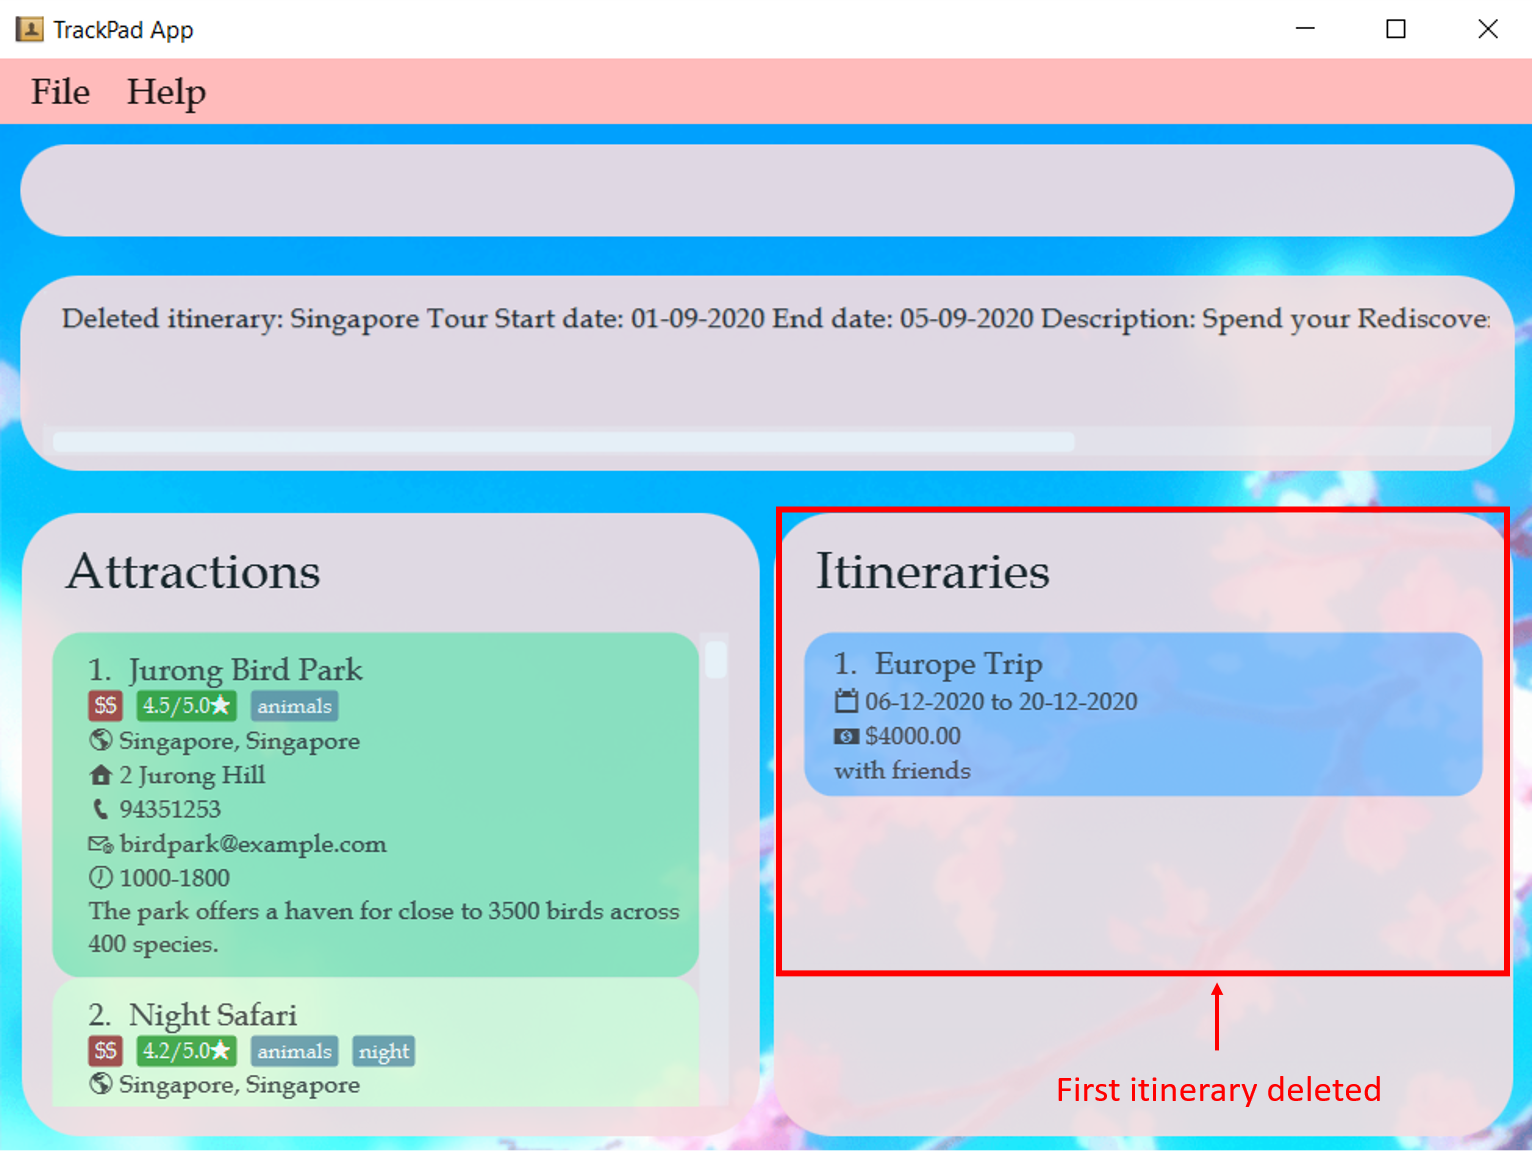 TrackPad App
File Help
Deleted itinerary: Singapore Tour Start date: 01-09-2020 End date: 05-09-2020 Description: Spend your
Attractions
1. Jurong Bird Park
$$ 4.5/5.0★ animals
Singapore, Singapore
2 Jurong Hill
94351253
birdpark@example.com
1000-1800
The park offers a haven for close to 3500 birds across
400 species.
2. Night Safari
$$ 4.2/5.0★ animals night
Singapore, Singapore
Itineraries
1. Europe Trip
06-12-2020 to 20-12-2020
$4000.00
with friends
First itinerary deleted